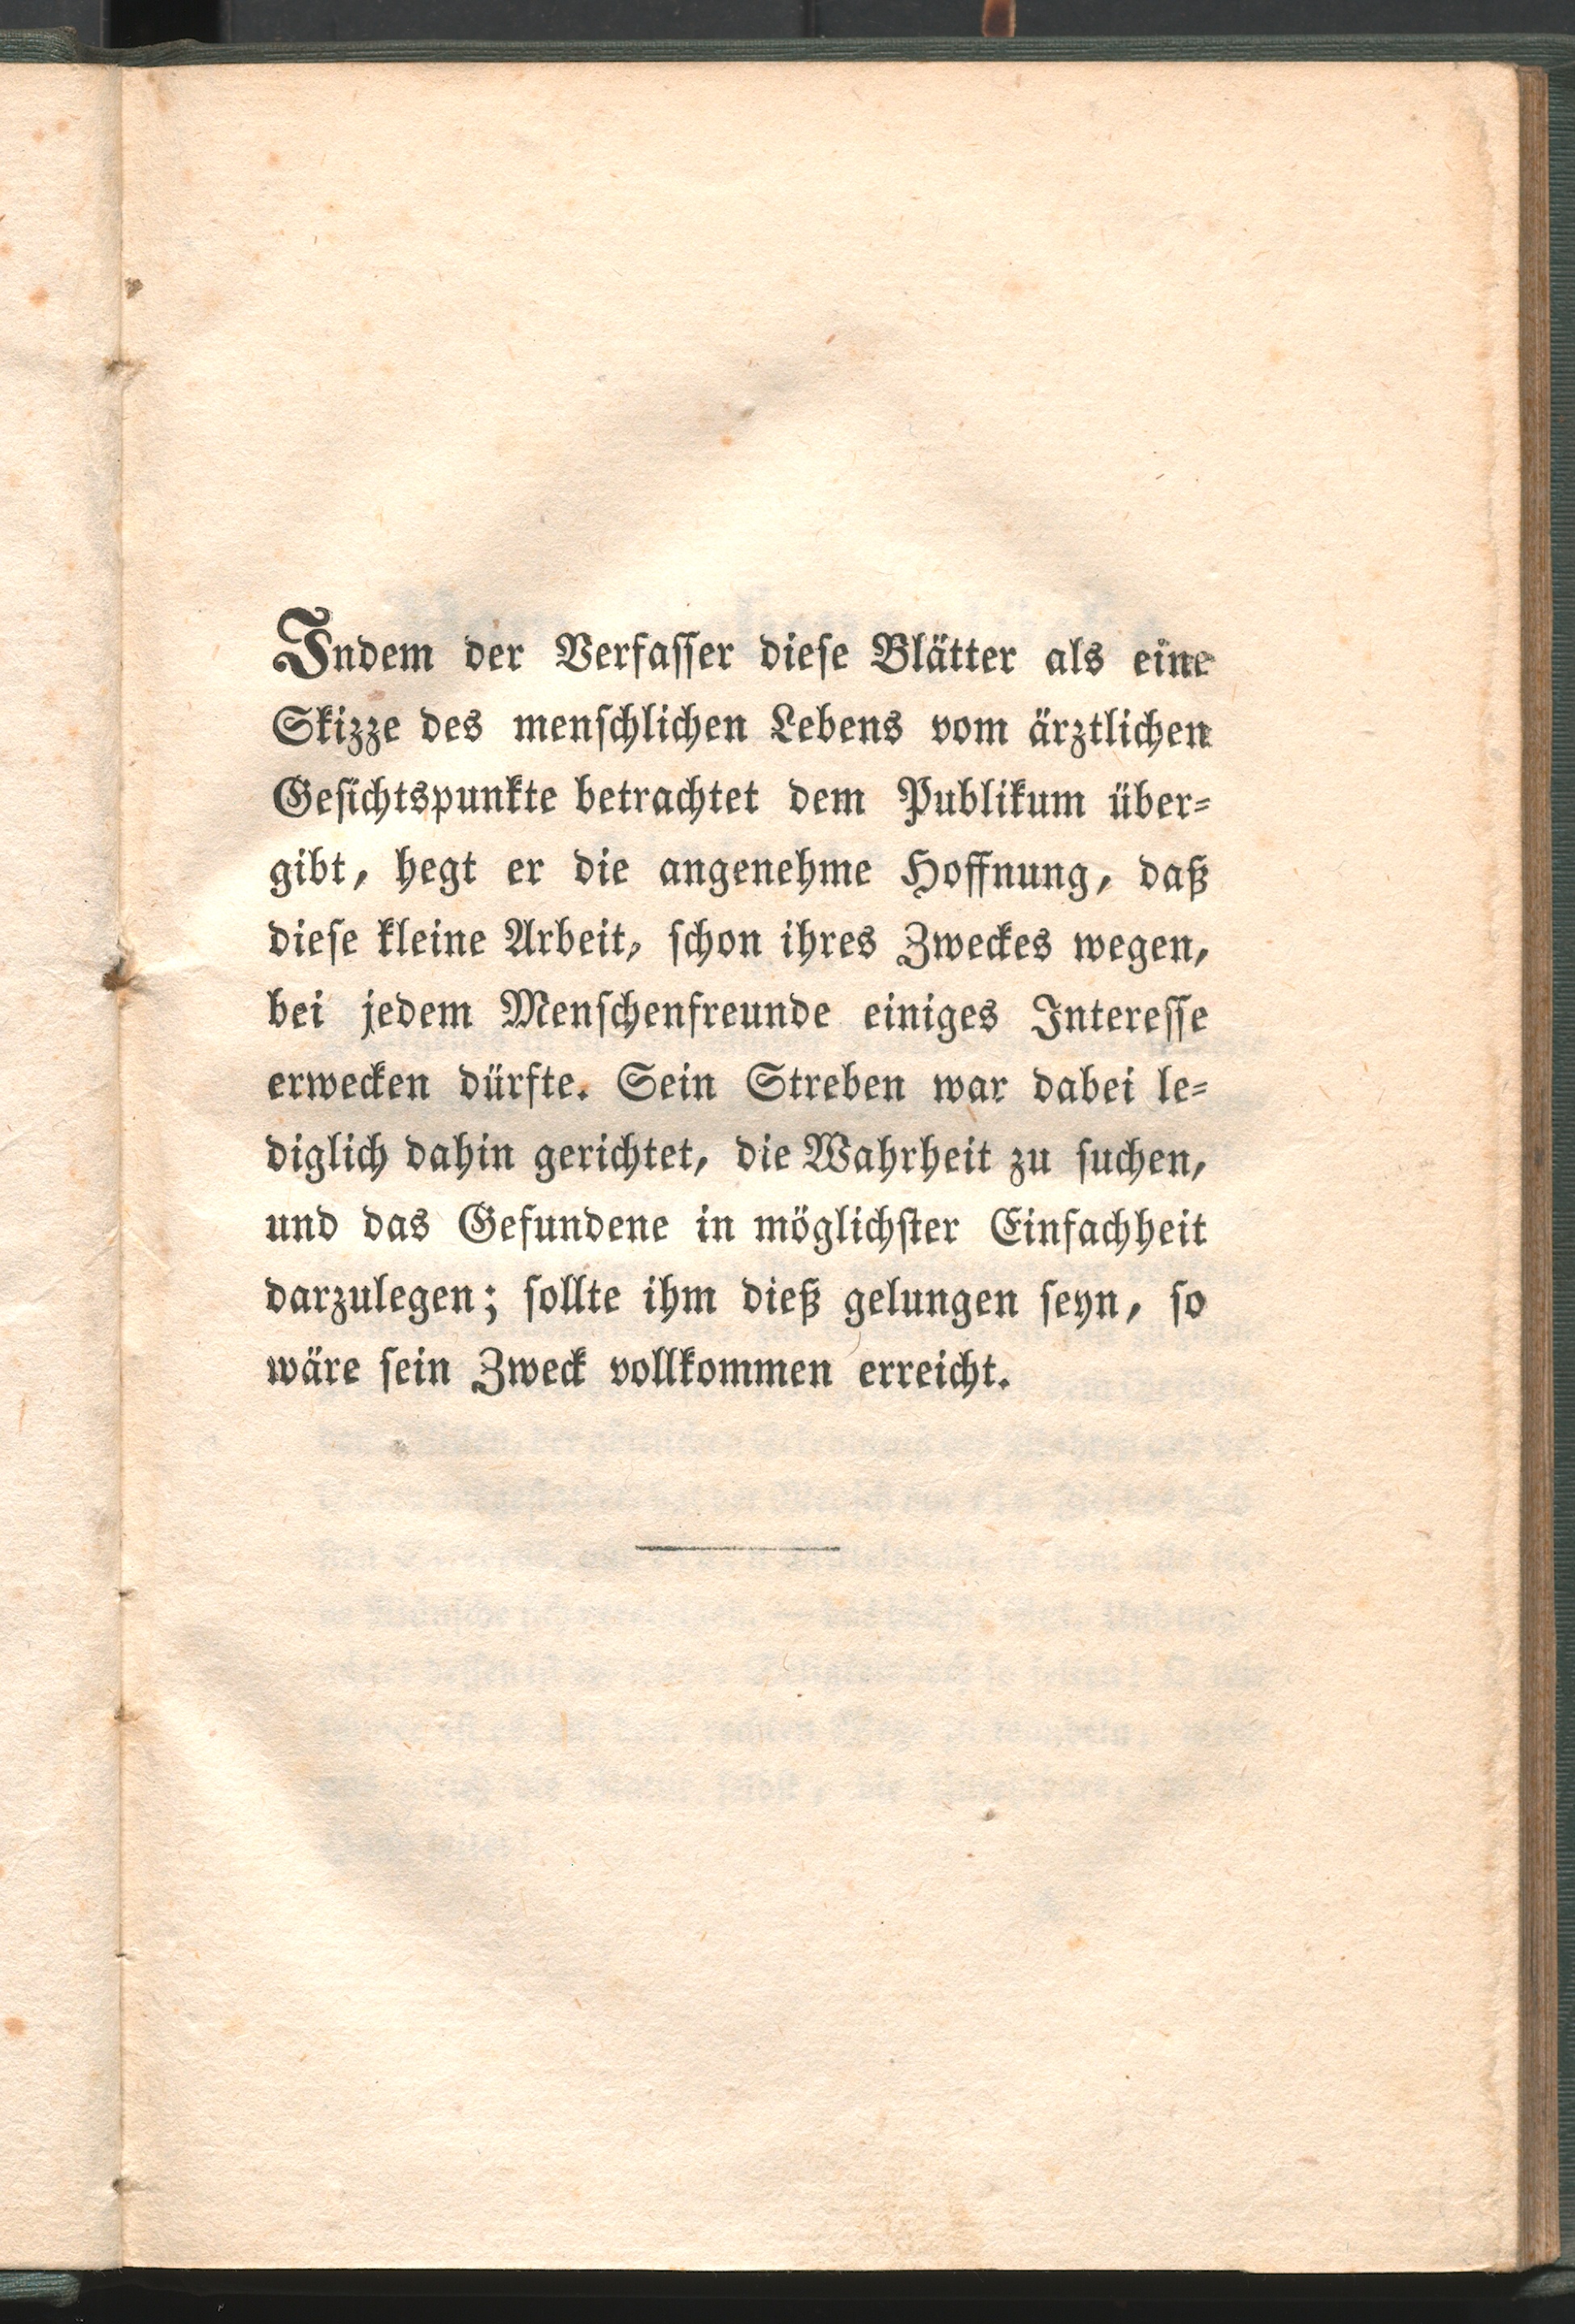 Indem der Verfasser diese Blätter als eine
Skizze des menschlichen Lebens vom ärztlichen
Gesichtspunkte betrachtet dem Publikum über-
gibt, hegt er die angenehme Hoffnung, daß
diese kleine Arbeit, schon ihres Zweckes wegen,
bei jedem Menschenfreunde einiges Interesse
erwecken dürfte. Sein Streben war dabei le-
diglich dahin gerichtet, die Wahrheit zu suchen,
und das Gefundene in möglichster Einfachheit
darzulegen; sollte ihm dieß gelungen seyn, so
wäre sein Zweck vollkommen erreicht.